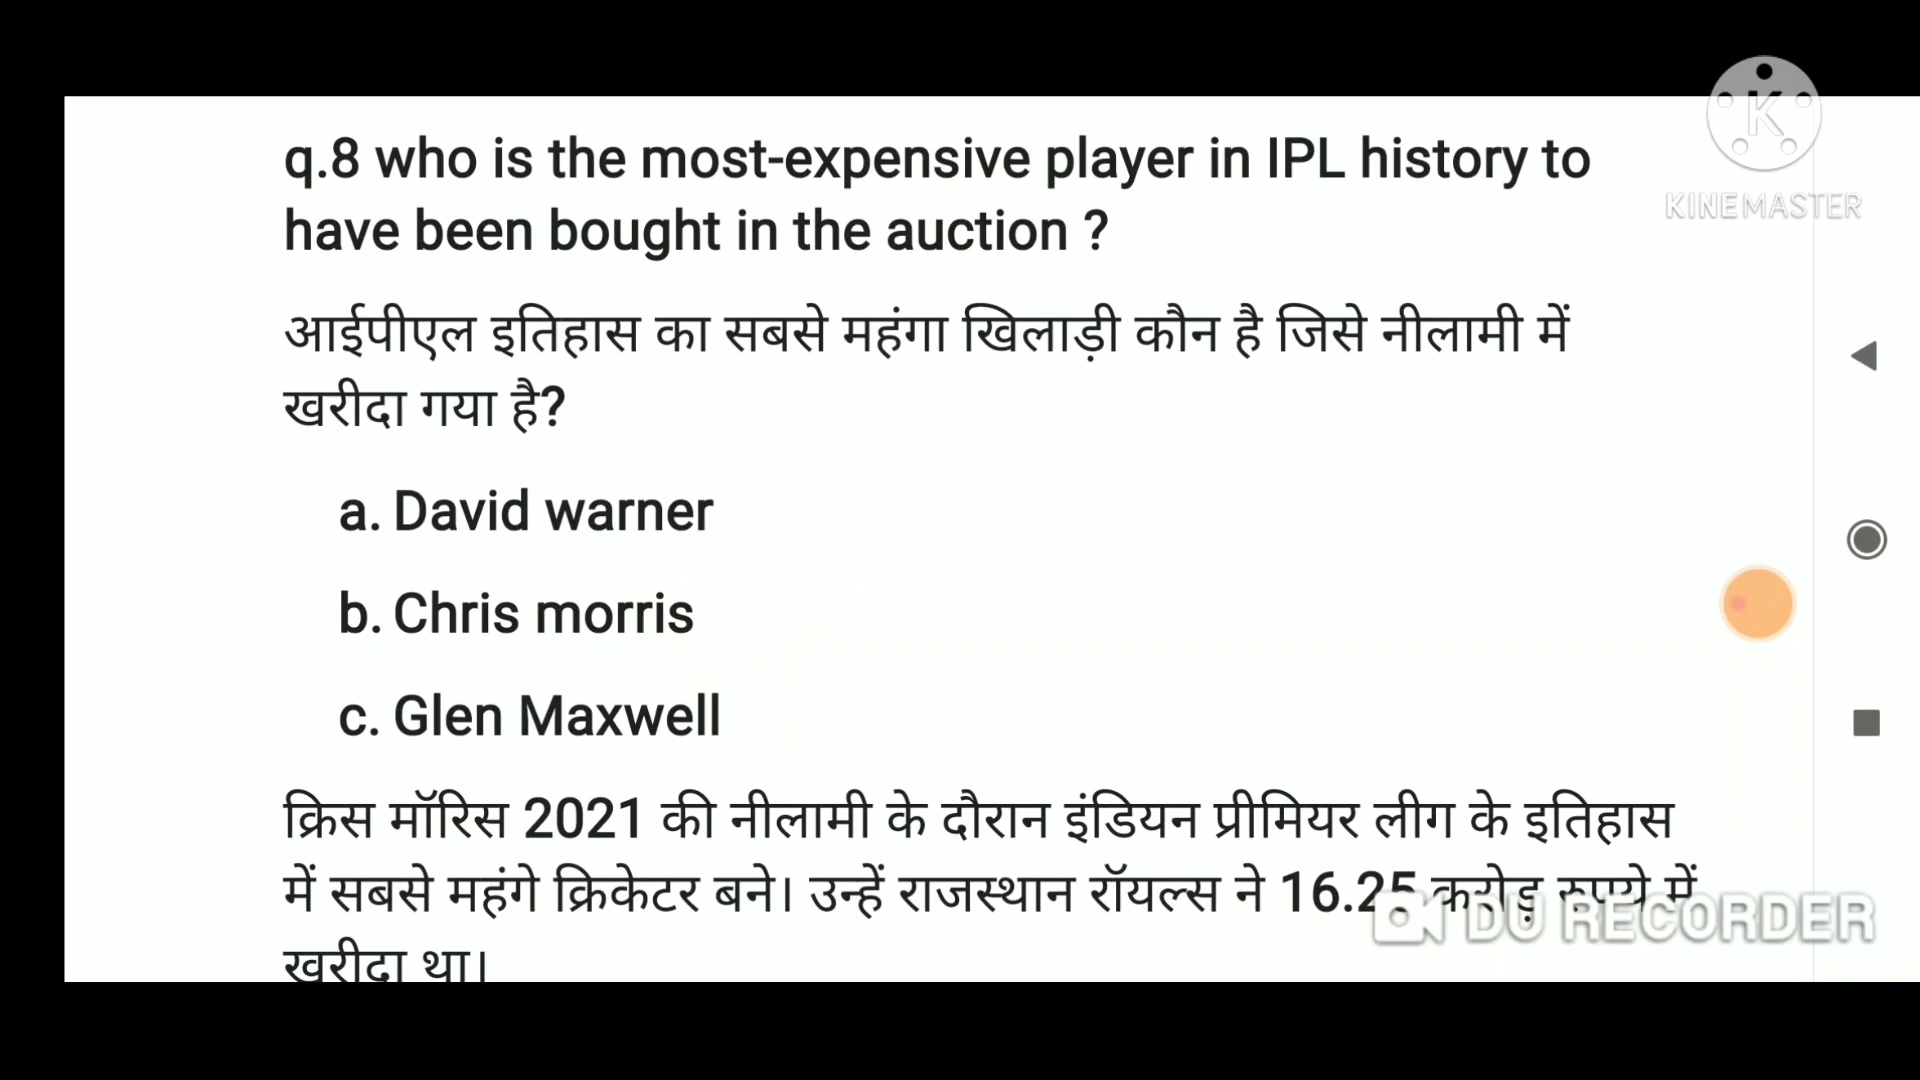 q.8 who is the most-expensive player in IPL history to
have been bought in the auction ?
आईपीएल इतिहास का सबसे महंगा खिलाड़ी कौन है जिसे नीलामी में
खरीदा गया है?
a. David warner
b. Chris morris
c. Glen Maxwell
क्रिस मॉरिस 2021 की नीलामी के दौरान इंडियन प्रीमियर लीग के इतिहास
में सबसे महंगे क्रिकेटर बने। उन्हें राजस्थान रॉयल्स ने 16.25 करोड़ रुपये में
खरीदा था।
K
KINEMASTER
DU RECORDER